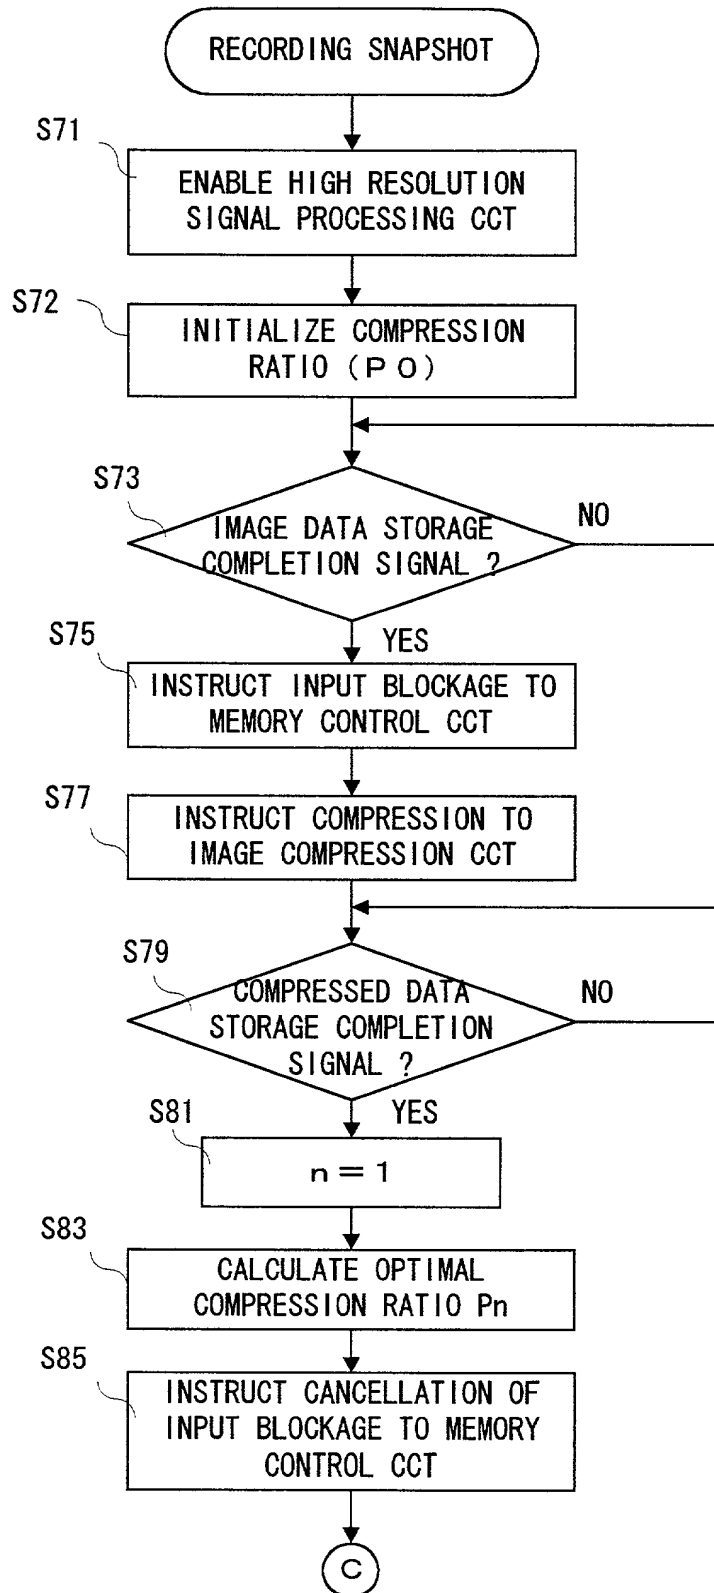 RECORDING SNAPSHOT
S71
ENABLE HIGH RESOLUTION
SIGNAL PROCESSING CCT
S72
INITIALIZE COMPRESSION
RATIO (P0)
S73
IMAGE DATA STORAGE
COMPLETION SIGNAL ?
NO
YES
S75
INSTRUCT INPUT BLOCKAGE TO
MEMORY CONTROL CCT
S77
INSTRUCT COMPRESSION TO
IMAGE COMPRESSION CCT
S79
COMPRESSED DATA
STORAGE COMPLETION
SIGNAL ?
NO
YES
S81
n=1
S83
CALCULATE OPTIMAL
COMPRESSION RATIO Pn
S85
INSTRUCT CANCELLATION OF
INPUT BLOCKAGE TO MEMORY
CONTROL CCT
C